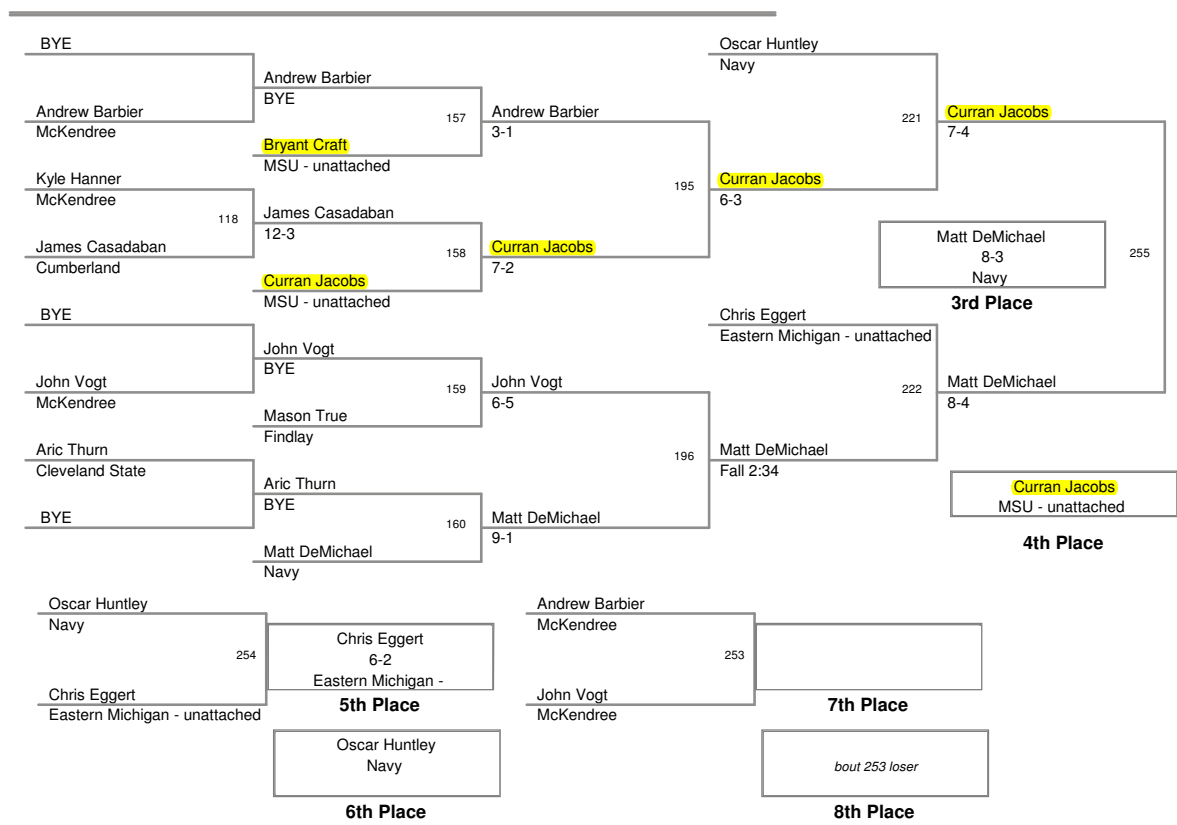 BYE
Oscar Huntley
Navy
Andrew Barbier
BYE
Andrew Barbier
McKendree
157
Andrew Barbier
3-1
221
Curran Jacobs
7-4
Bryant Craft
MSU - unattached
Kyle Hanner
McKendree
195
Curran Jacobs
6-3
118
James Casadaban
12-3
James Casadaban
Cumberland
158
Curran Jacobs
7-2
Matt DeMichael
8-3
Navy
3rd Place
255
Curran Jacobs
MSU - unattached
BYE
Chris Eggert
Eastern Michigan - unattached
John Vogt
BYE
John Vogt
McKendree
159
John Vogt
6-5
222
Matt DeMichael
8-4
Mason True
Findlay
Aric Thurn
Cleveland State
196
Matt DeMichael
Fall 2:34
Aric Thurn
BYE
Curran Jacobs
MSU - unattached
4th Place
BYE
160
Matt DeMichael
9-1
Matt DeMichael
Navy
Oscar Huntley
Navy
254
Chris Eggert
6-2
Eastern Michigan -
5th Place
Chris Eggert
Eastern Michigan - unattached
Oscar Huntley
Navy
6th Place
Andrew Barbier
McKendree
253
John Vogt
McKendree
7th Place
bout 253 loser
8th Place